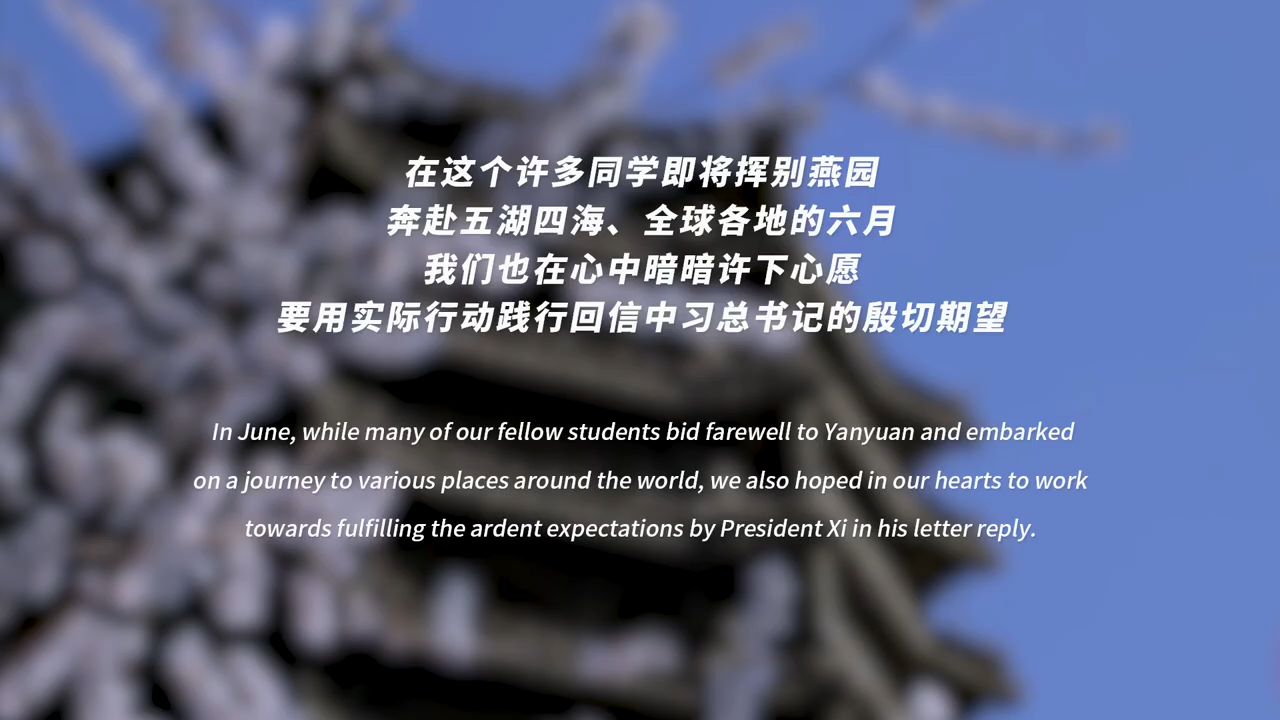 在这个许多同学即将挥别燕园
奔赴五湖四海、全球各地的六月
我们也在心中暗暗许下心愿
要用实际行动践行回信中习总书记的殷切期望
In June, while many of our fellow students bid farewell to Yanyuan and embarked
on a journey to various places around the world, we also hoped in our hearts to work
towards fulfilling the ardent expectations by President Xi in his letter reply.